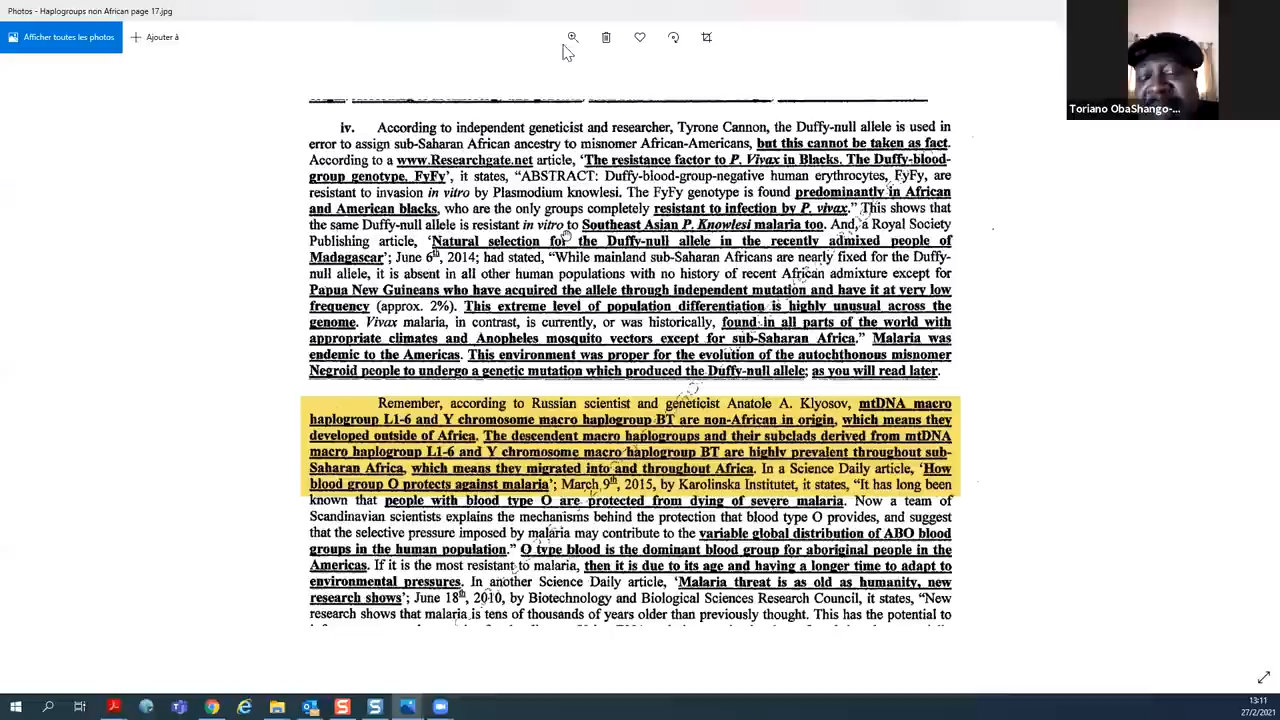 Photos - Haplogroups non African page 17.jpg
Afficher toutes les photos
Ajouter à
Toriano ObaShango-...
iv. According to independent geneticist and researcher, Tyrone Cannon, the Duffy-null allele is used in
error to assign sub-Saharan African ancestry to misnomer African-Americans, but this cannot be taken as fact.
According to a www.Researchgate.net article, 'The resistance factor to P. Vivax in Blacks. The Duffy-blood-
group genotype, FyFy', it states, "ABSTRACT: Duffy-blood-group-negative human erythrocytes, FyFy, are
resistant to invasion in vitro by Plasmodium knowlesi. The FyFy genotype is found predominantly in African
and American blacks, who are the only groups completely resistant to infection by P. vivax." This shows that
the same Duffy-null allele is resistant in vitro to Southeast Asian P. Knowlesi malaria too. And, a Royal Society
Publishing article, 'Natural selection for the Duffy-null allele in the recently admixed people of
Madagascar'; June 6th, 2014; had stated, "While mainland sub-Saharan Africans are nearly fixed for the Duffy-
null allele, it is absent in all other human populations with no history of recent African admixture except for
Papua New Guineans who have acquired the allele through independent mutation and have it at very low
frequency (approx. 2%). This extreme level of population differentiation is highly unusual across the
genome. Vivax malaria, in contrast, is currently, or was historically, found in all parts of the world with
appropriate climates and Anopheles mosquito vectors except for sub-Saharan Africa." Malaria was
endemic to the Americas. This environment was proper for the evolution of the autochthonous misnomer
Negroid people to undergo a genetic mutation which produced the Duffy-null allele; as you will read later.
Remember, according to Russian scientist and geneticist Anatole A. Klyosov, mtDNA macro
haplogroup L1-6 and Y chromosome macro haplogroup BT are non-African in origin, which means they
developed outside of Africa. The descendent macro haplogroups and their subclads derived from mtDNA
macro haplogroup L1-6 and Y chromosome macro haplogroup BT are highly prevalent throughout sub-
Saharan Africa, which means they migrated into and throughout Africa. In a Science Daily article, 'How
blood group O protects against malaria'; March 9th, 2015, by Karolinska Institutet, it states, "It has long been
known that people with blood type O are protected from dying of severe malaria. Now a team of
Scandinavian scientists explains the mechanisms behind the protection that blood type O provides, and suggest
that the selective pressure imposed by malaria may contribute to the variable global distribution of ABO blood
groups in the human population." O type blood is the dominant blood group for aboriginal people in the
Americas. If it is the most resistant to malaria, then it is due to its age and having a longer time to adapt to
environmental pressures. In another Science Daily article, 'Malaria threat is as old as humanity, new
research shows'; June 18th, 2010, by Biotechnology and Biological Sciences Research Council, it states, "New
research shows that malaria is tens of thousands of years older than previously thought. This has the potential to
13:11
27/2/2021